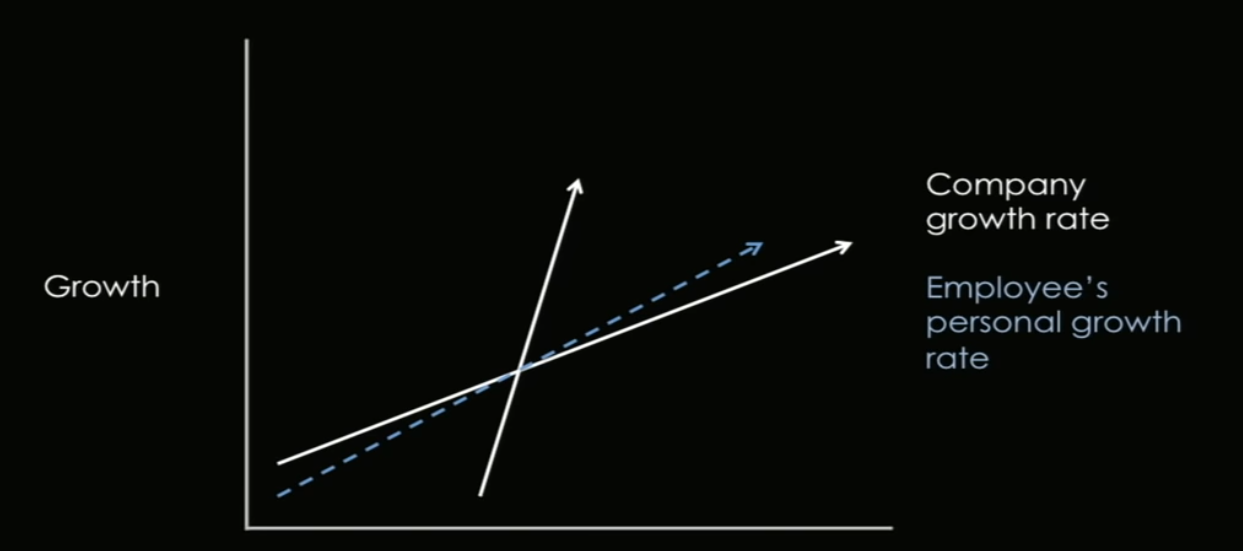 Growth
Company
growth rate
Employee’s
personal growth
rate